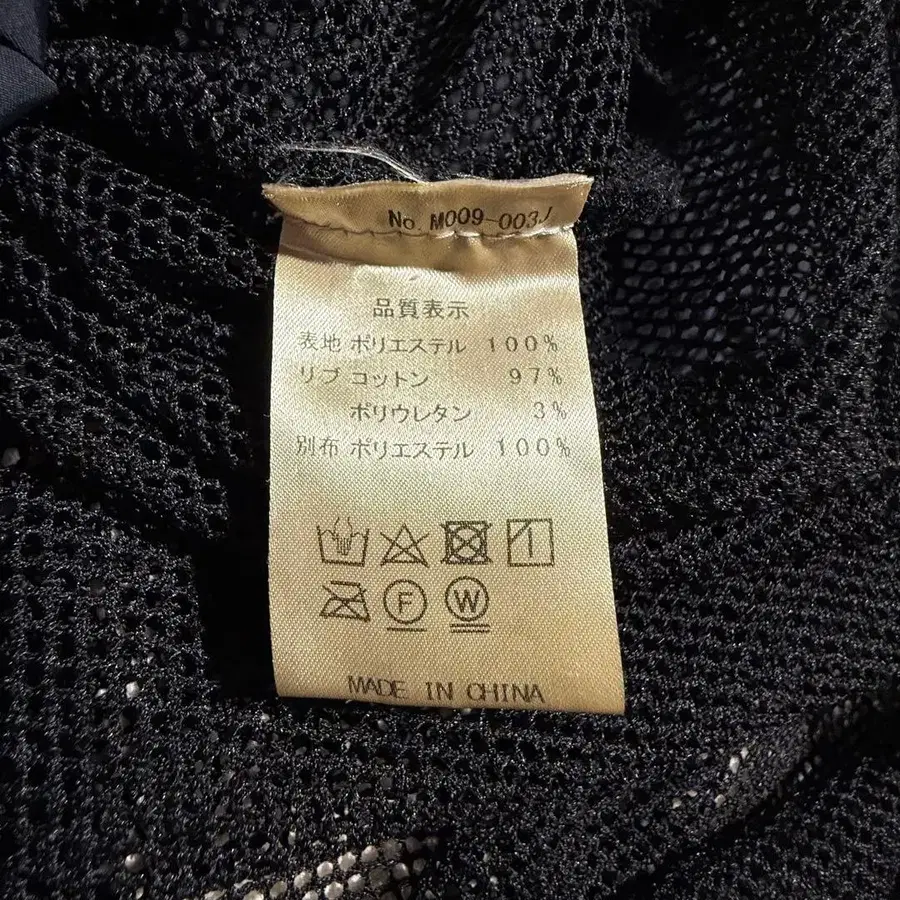 No. M009-003J
品質表示
表地 ポリエステル 100%
リブ コットン 97%
ポリウレタン 3%
別布 ポリエステル 100%
F W
MADE IN CHINA